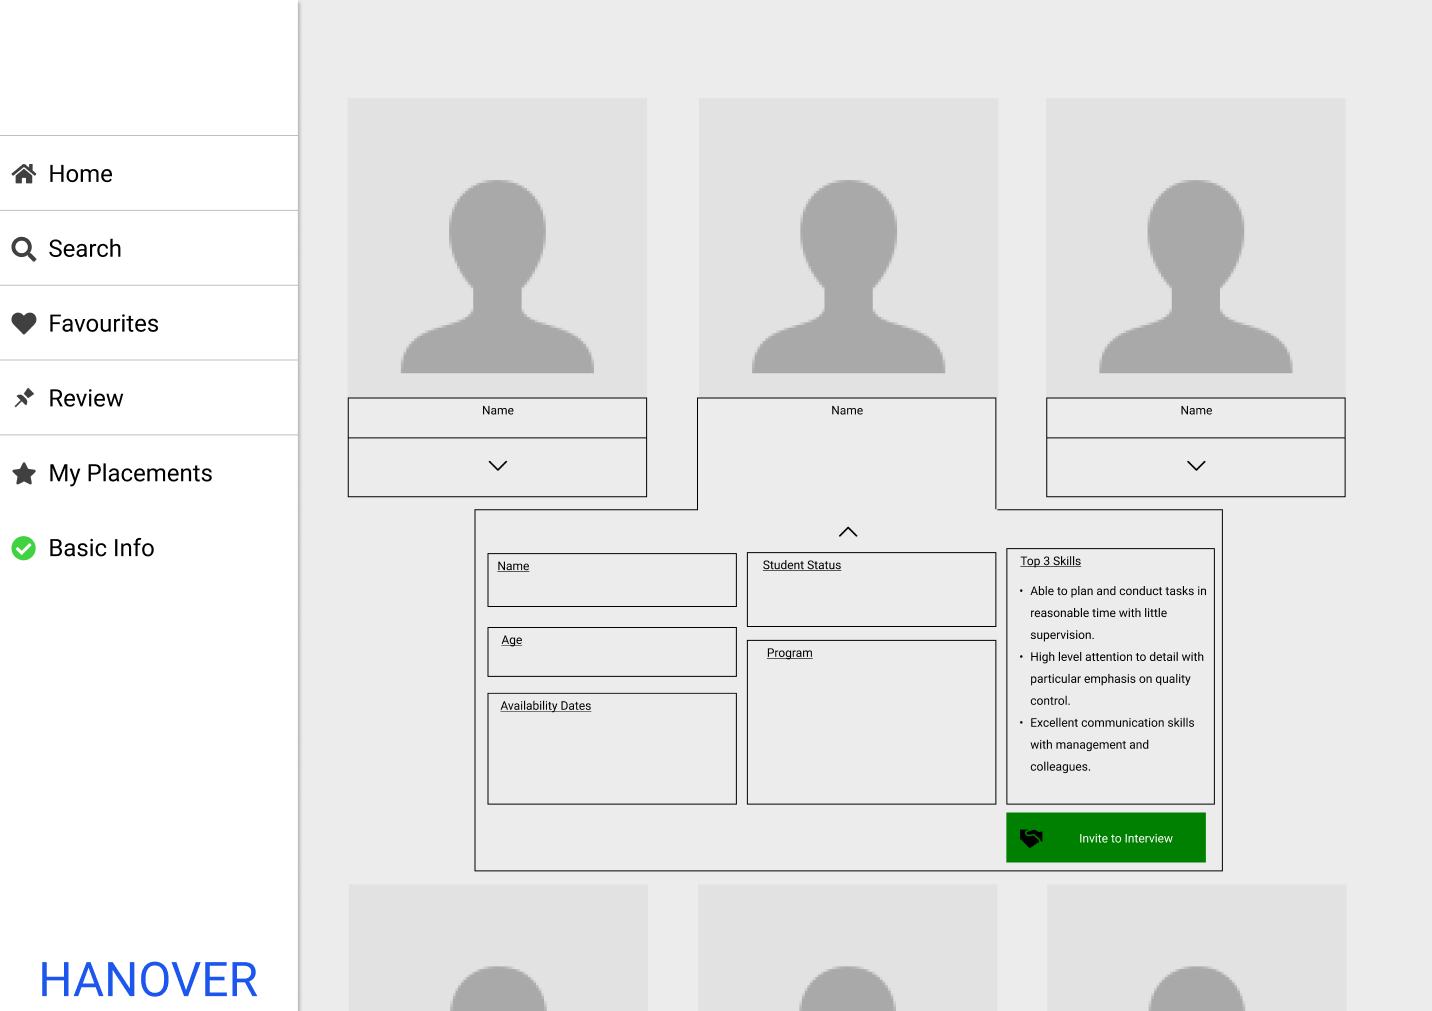 Home
Search
Favourites
Review
My Placements
Basic Info
HANOVER
Name
Name
Name
Name
Age
Availability Dates
Student Status
Program
Top 3 Skills
• Able to plan and conduct tasks in
reasonable time with little
supervision.
• High level attention to detail with
particular emphasis on quality
control.
• Excellent communication skills
with management and
colleagues.
Invite to Interview